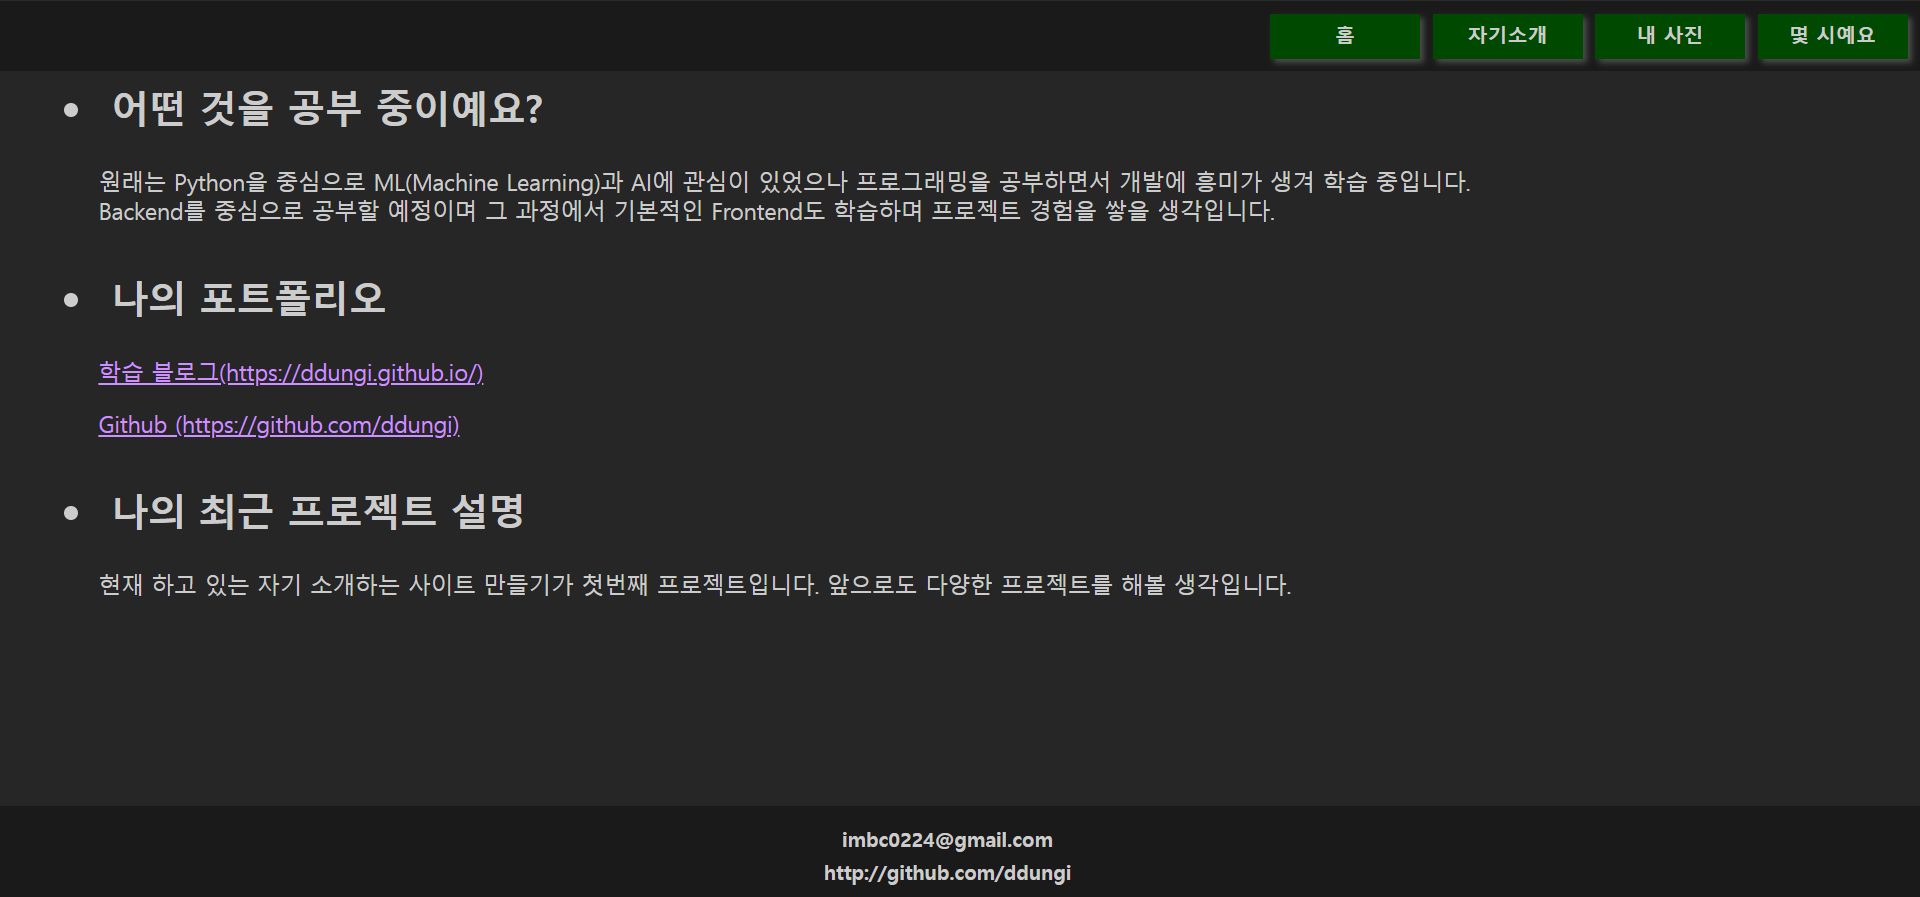 홈
자기소개
내 사진
몇 시예요
어떤 것을 공부 중이예요?
원래는 Python을 중심으로 ML(Machine Learning)과 AI에 관심이 있었으나 프로그래밍을 공부하면서 개발에 흥미가 생겨 학습 중입니다.
Backend를 중심으로 공부할 예정이며 그 과정에서 기본적인 Frontend도 학습하며 프로젝트 경험을 쌓을 생각입니다.
나의 포트폴리오
학습 블로그(https://ddungi.github.io/)
Github (https://github.com/ddungi)
나의 최근 프로젝트 설명
현재 하고 있는 자기 소개하는 사이트 만들기가 첫번째 프로젝트입니다. 앞으로도 다양한 프로젝트를 해볼 생각입니다.
imbc0224@gmail.com
http://github.com/ddungi